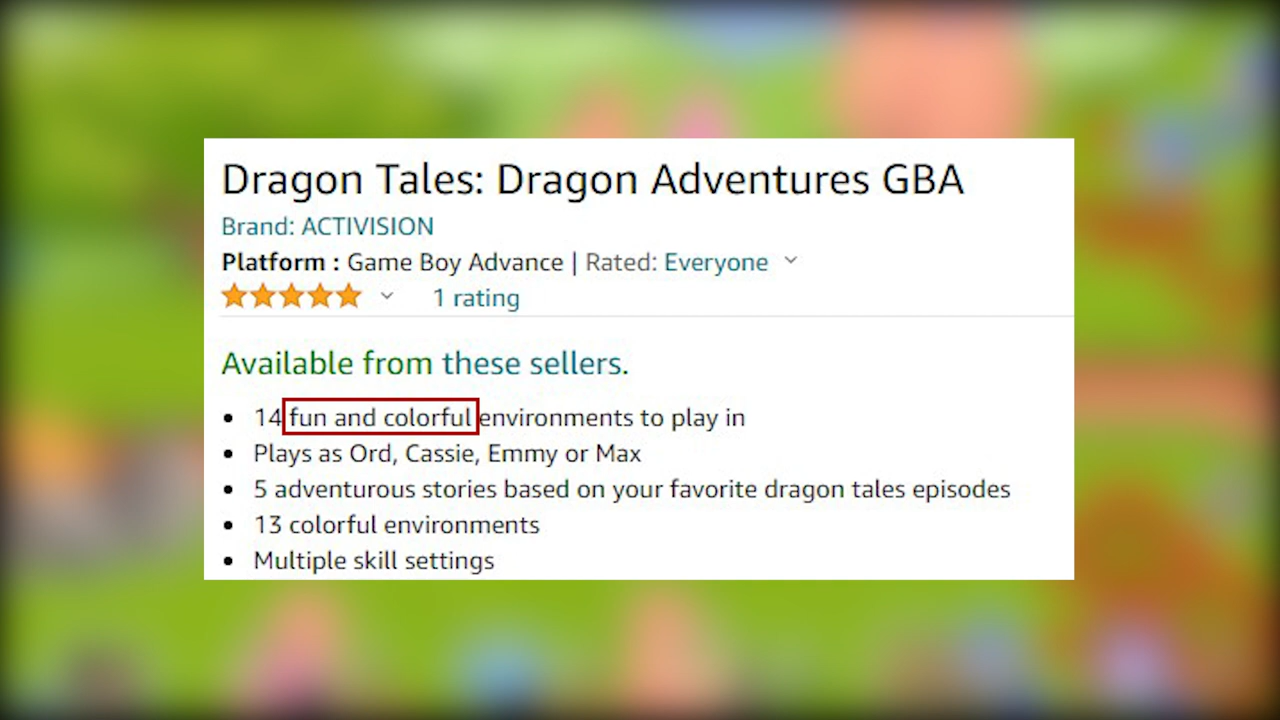 Dragon Tales: Dragon Adventures GBA
Brand: ACTIVISION
Platform : Game Boy Advance | Rated: Everyone
1 rating
Available from these sellers.
• 14 fun and colorful environments to play in
• Plays as Ord, Cassie, Emmy or Max
• 5 adventurous stories based on your favorite dragon tales episodes
• 13 colorful environments
• Multiple skill settings